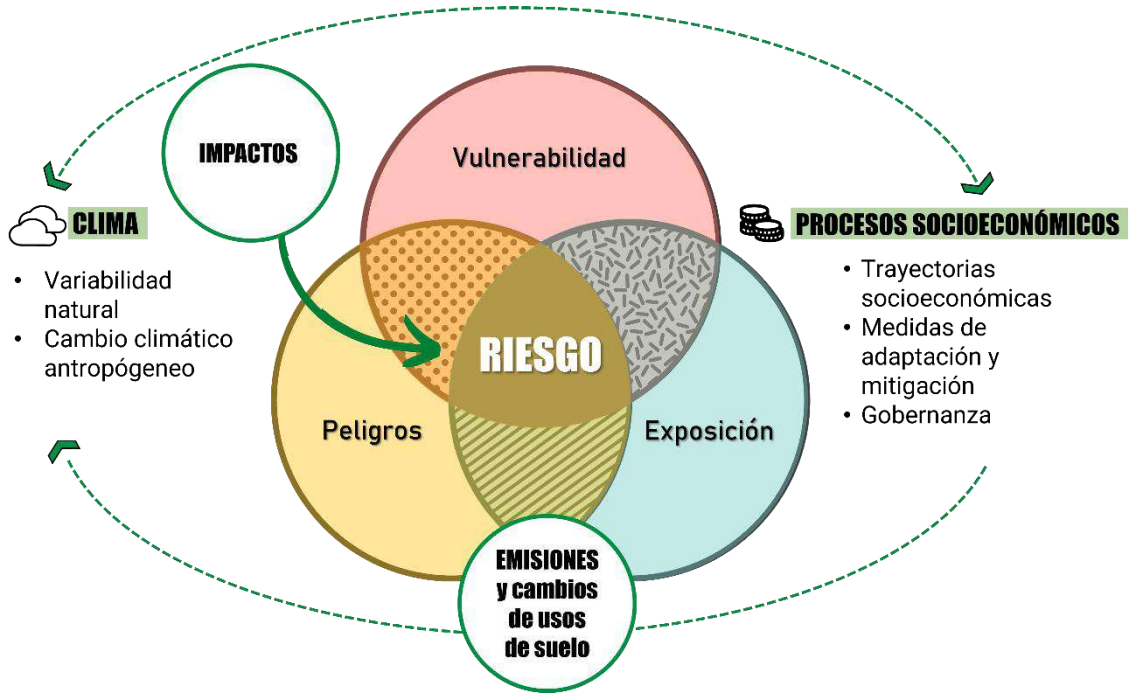 IMPACTOS
Vulnerabilidad
CLIMA
• Variabilidad
natural
• Cambio climático
antropógeneo
PROCESOS SOCIOECONÓMICOS
• Trayectorias
socioeconómicas
• Medidas de
adaptación y
mitigación
• Gobernanza
RIESGO
Peligros
Exposición
EMISIONES
y cambios
de usos
de suelo